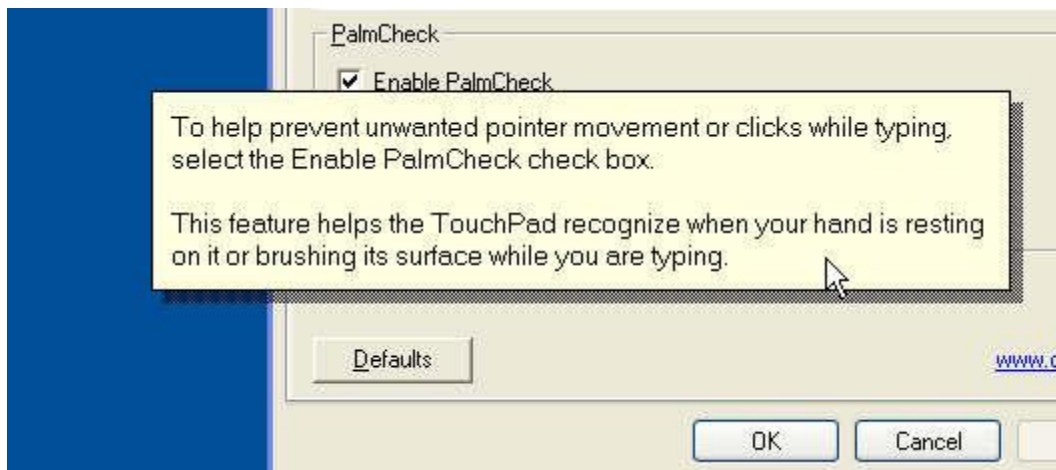 PalmCheck
Enable PalmCheck
To help prevent unwanted pointer movement or clicks while typing,
select the Enable PalmCheck check box.
This feature helps the TouchPad recognize when your hand is resting
on it or brushing its surface while you are typing.
Defaults
www.
OK Cancel